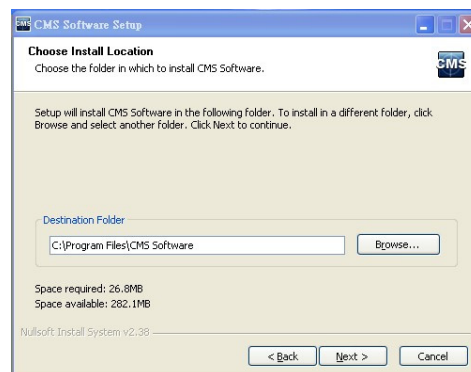 CMS Software Setup
Choose Install Location
Choose the folder in which to install CMS Software.
CMS
Setup will install CMS Software in the following folder. To install in a different folder, click
Browse and select another folder. Click Next to continue.
Destination Folder
C:\Program Files\CMS Software
Browse...
Space required: 26.8MB
Space available: 282.1MB
Nullsoft Install System v2.38
< Back
Next >
Cancel